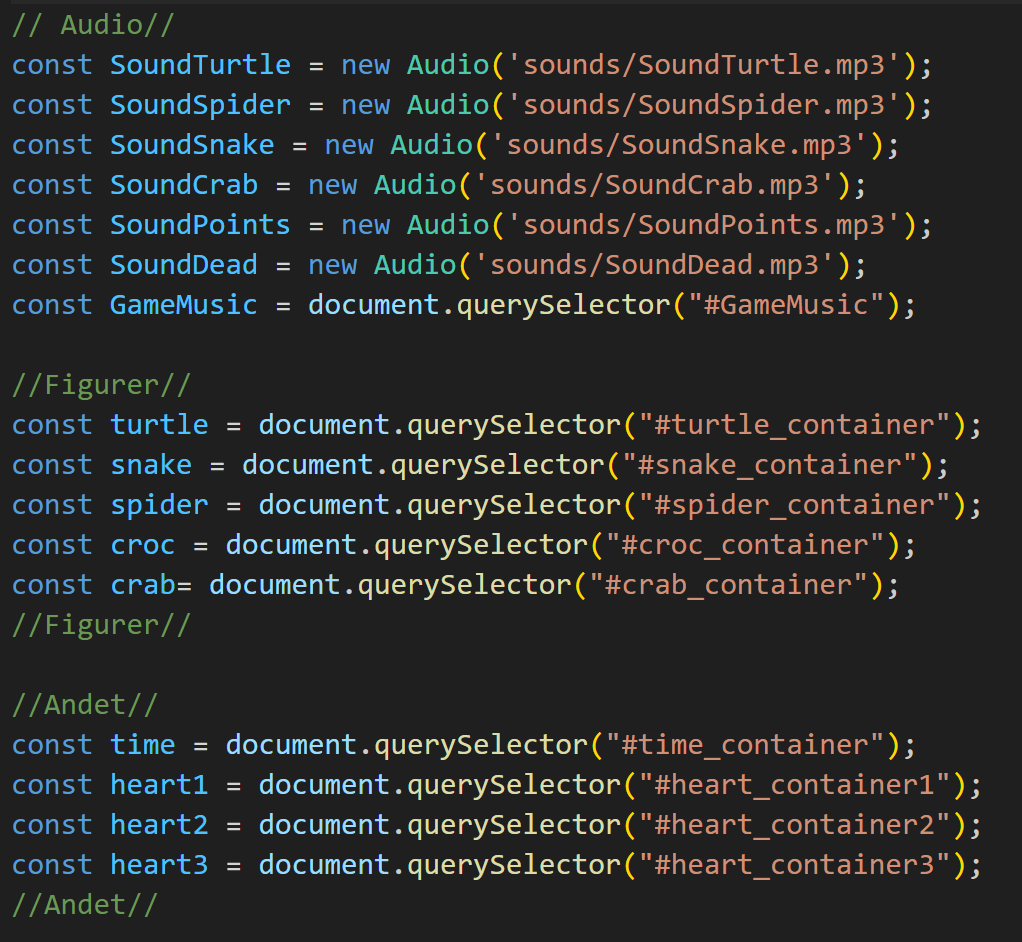 // Audio//
const SoundTurtle = new Audio('sounds/SoundTurtle.mp3');
const SoundSpider = new Audio('sounds/SoundSpider.mp3');
const SoundSnake = new Audio('sounds/SoundSnake.mp3');
const SoundCrab = new Audio('sounds/SoundCrab.mp3');
const SoundPoints = new Audio('sounds/SoundPoints.mp3');
const SoundDead = new Audio('sounds/SoundDead.mp3');
const GameMusic = document.querySelector("#GameMusic");

//Figurer//
const turtle = document.querySelector("#turtle_container");
const snake = document.querySelector("#snake_container");
const spider = document.querySelector("#spider_container");
const croc = document.querySelector("#croc_container");
const crab= document.querySelector("#crab_container");
//Figurer//

//Andet//
const time = document.querySelector("#time_container");
const heart1 = document.querySelector("#heart_container1");
const heart2 = document.querySelector("#heart_container2");
const heart3 = document.querySelector("#heart_container3");
//Andet//